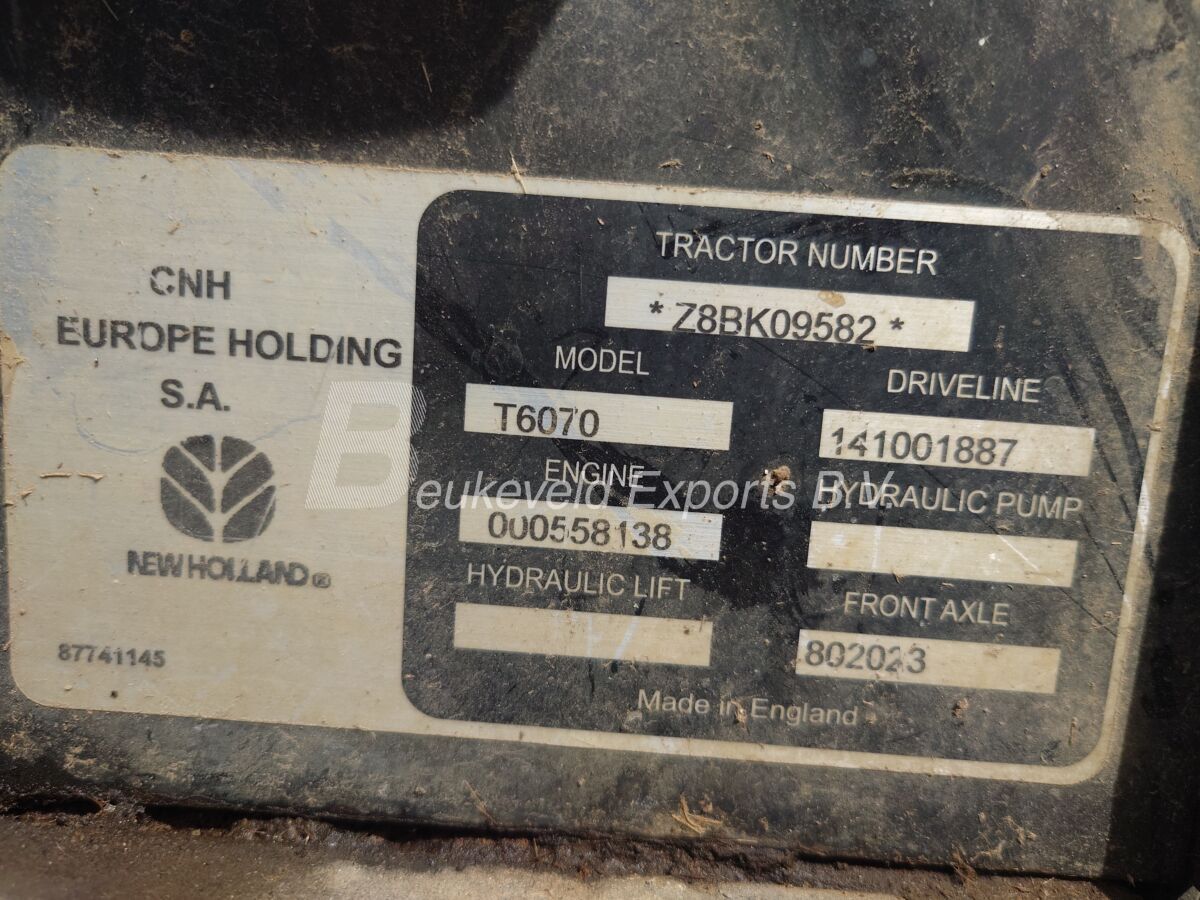 CNH
EUROPE HOLDING
S.A.
NEW HOLLAND®
87741145
TRACTOR NUMBER
* Z8BK09582 *
MODEL
T6070
DRIVELINE
141001887
ENGINE
000558138
HYDRAULIC PUMP
HYDRAULIC LIFT
FRONT AXLE
802023
Made in England
Beukeveld Exports B.V.